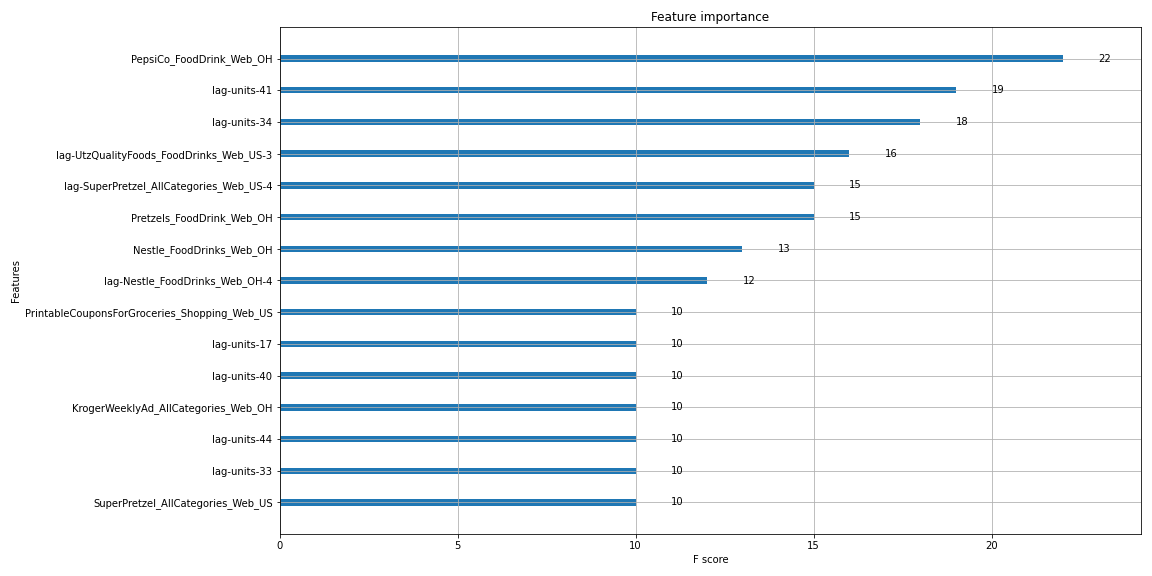 Feature importance
PepsiCo_FoodDrink_Web_OH 22
lag-units-41 19
lag-units-34 18
lag-UtzQualityFoods_FoodDrinks_Web_US-3 16
lag-SuperPretzel_AllCategories_Web_US-4 15
Pretzels_FoodDrink_Web_OH 15
Nestle_FoodDrinks_Web_OH 13
lag-Nestle_FoodDrinks_Web_OH-4 12
PrintableCouponsForGroceries_Shopping_Web_US 10
lag-units-17 10
lag-units-40 10
KrogerWeeklyAd_AllCategories_Web_OH 10
lag-units-44 10
lag-units-33 10
SuperPretzel_AllCategories_Web_US 10
Features
0 5 10 15 20
F score